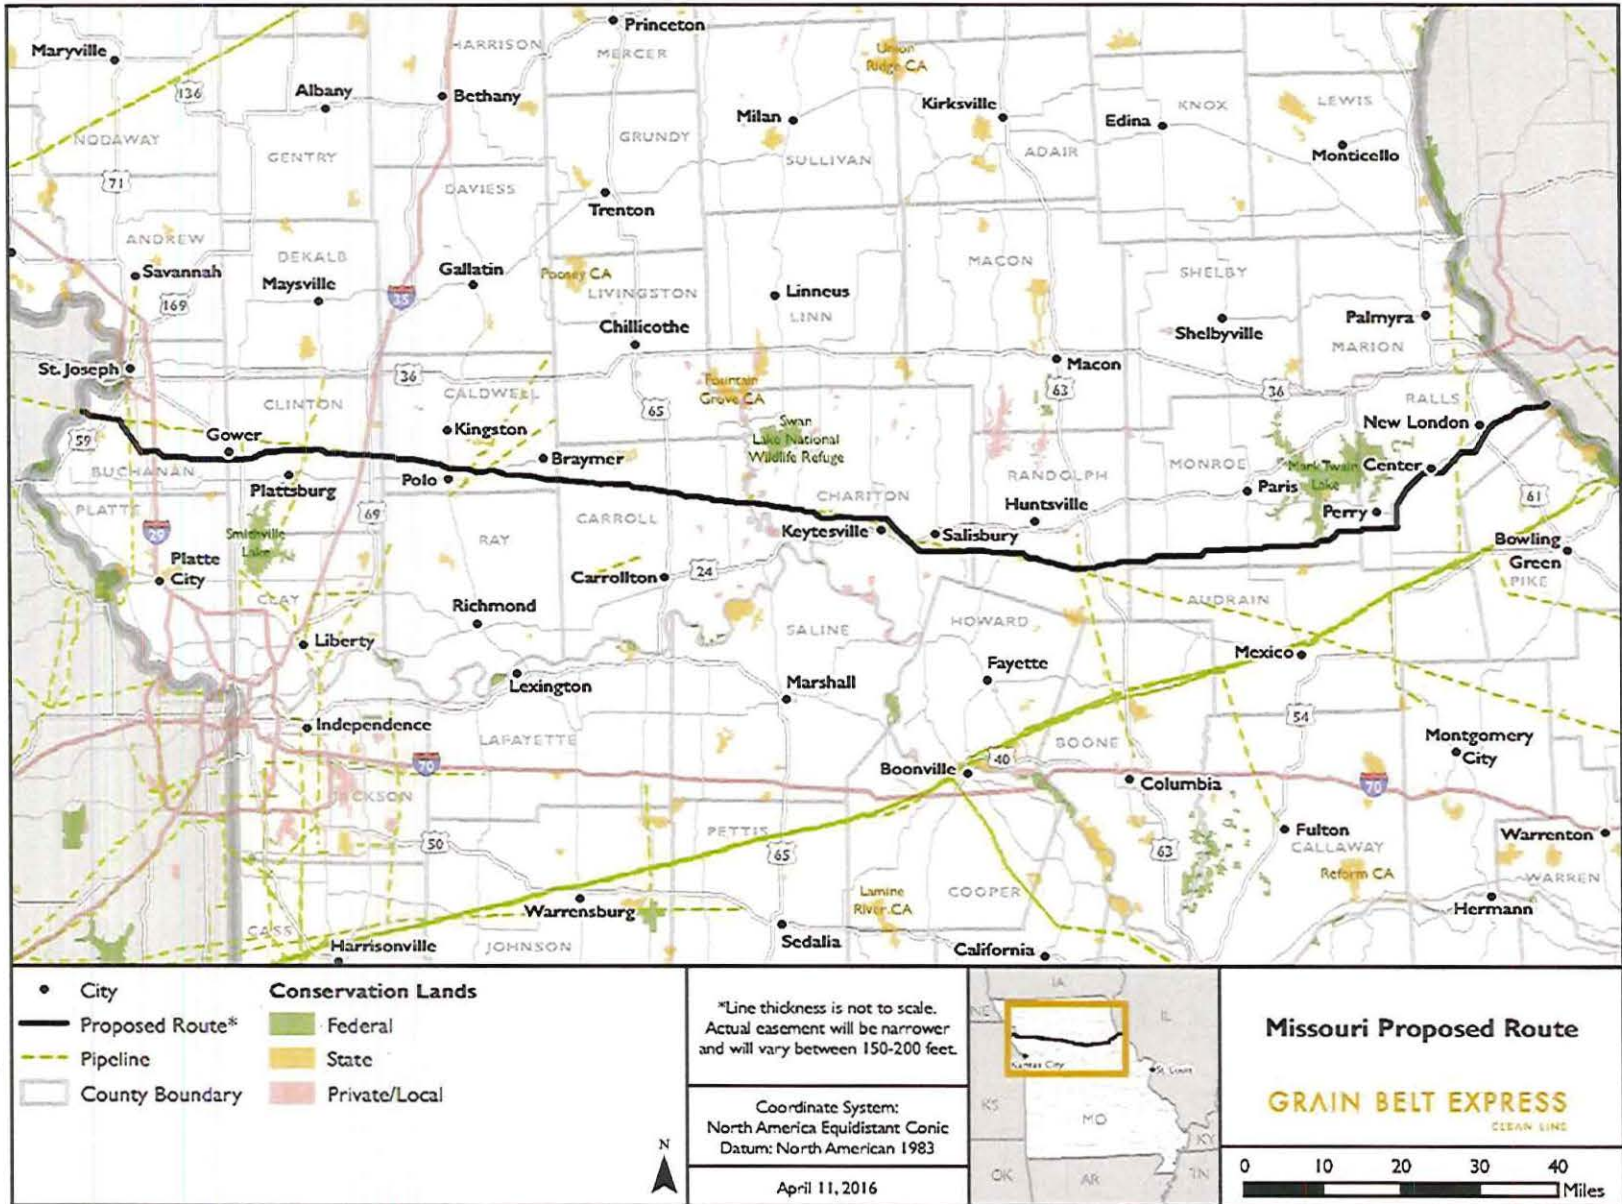 Princeton
Maryville
HARRISON
MERCER
Union
Ridge CA
136
Albany
Bethany
Milan
Kirksville
Edina
KNOX
LEWIS
NODAWAY
GENTRY
GRUNDY
SULLIVAN
ADAIR
Monticello
71
DAVIESS
Trenton
ANDREW
Savannah
DEKALB
Maysville
Gallatin
Poosey CA
LIVINGSTON
Linneus
LINN
MACON
SHELBY
169
35
Chillicothe
Shelbyville
Palmyra
MARION
St. Joseph
36
Macon
63
36
CLINTON
CALDWELL
65
Fountain
Grove CA
RALLS
New London
59
Gower
Kingston
Swan
Lake National
Wildlife Refuge
BUCHANAN
Plattsburg
Polo
Braymer
CHARITON
RANDOLPH
MONROE
Mark Twain
Lake
Center
Paris
PLATTE
69
CARROLL
Huntsville
Perry
61
29
Smithville
Lake
RAY
Keytesville
Salisbury
Bowling
Green
PIKE
Platte
City
Carrollton
24
CLAY
Richmond
SALINE
HOWARD
AUDRAIN
Liberty
Mexico
Lexington
Marshall
Fayette
Independence
LAFAYETTE
54
BOONE
Montgomery
City
70
Boonville
40
Columbia
70
JACKSON
PETTIS
50
65
63
Fulton
CALLAWAY
Warrenton
Reform CA
WARREN
Lamine
River CA
COOPER
Warrensburg
Hermann
CASS
Harrisonville
JOHNSON
Sedalia
California
City
Proposed Route*
Pipeline
County Boundary
Conservation Lands
Federal
State
Private/Local
*Line thickness is not to scale.
Actual easement will be narrower
and will vary between 150-200 feet.
Coordinate System:
North America Equidistant Conic
Datum: North American 1983
N
April 11, 2016
IA
NE
IL
Kansas City
St. Louis
KS
MO
KY
OK
AR
TN
Missouri Proposed Route
GRAIN BELT EXPRESS
CLEAN LINE
0 10 20 30 40
Miles